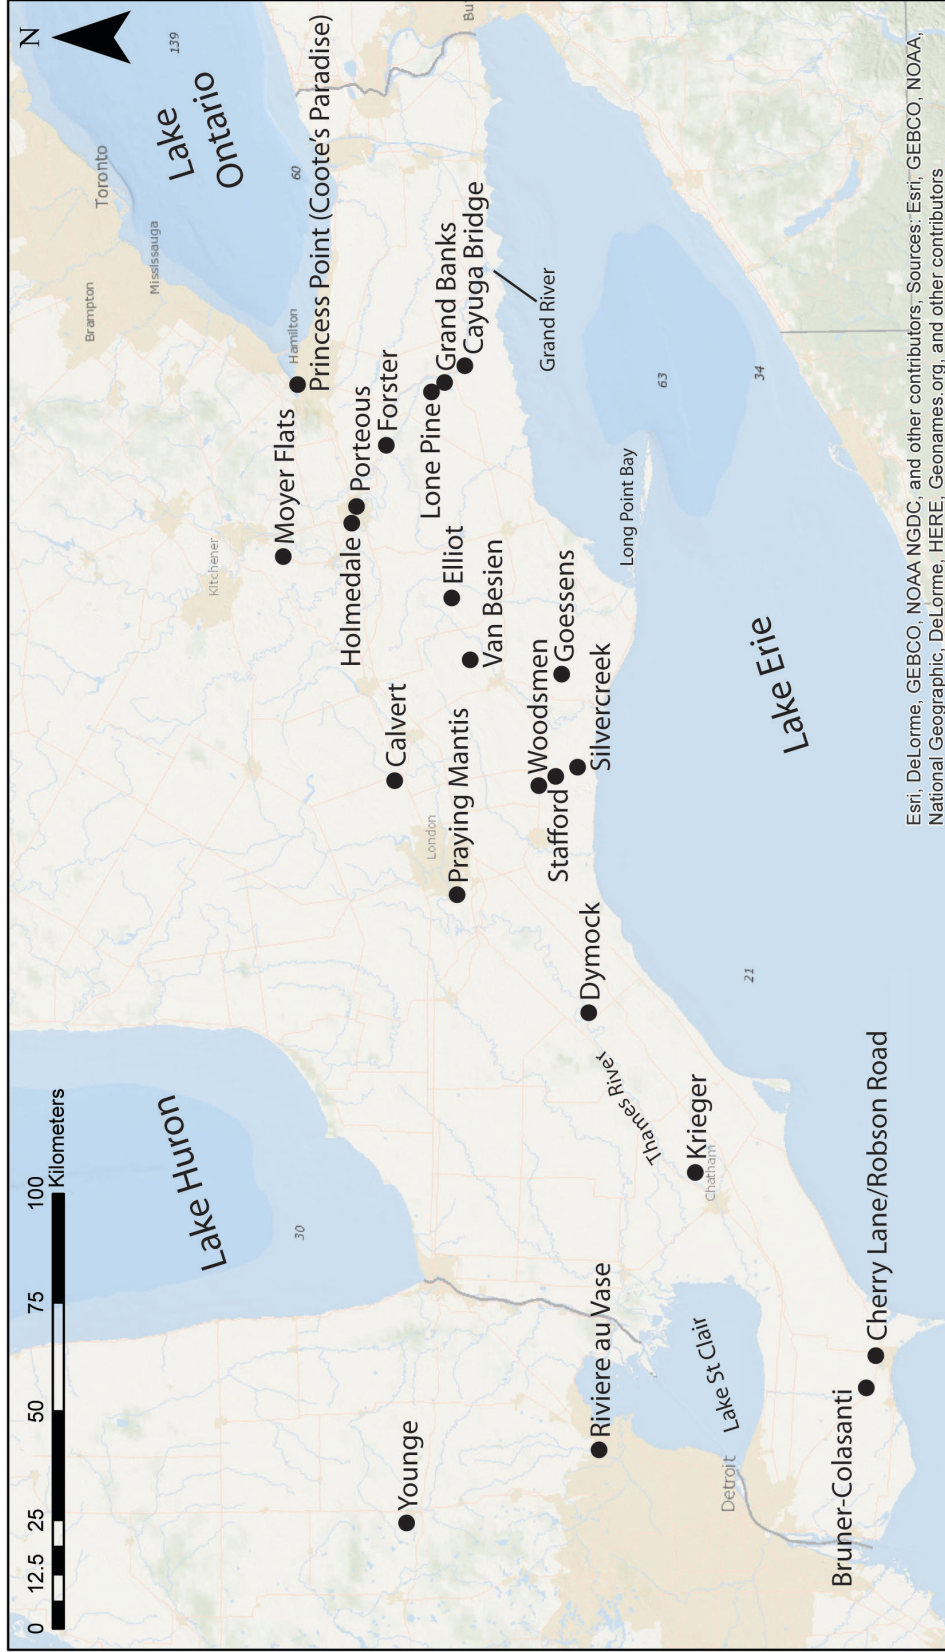 0 12.5 25 50 75 100
Kilometers
N
139
Lake
Ontario
Toronto
60
Mississauga
Brampton
Hamilton
Princess Point (Coote's Paradise)
Bu
Lake Huron
30
Kitchener
Moyer Flats
Holmedale
Porteous
Forster
Lone Pine
Grand Banks
Cayuga Bridge
Grand River
Elliot
Van Besien
Calvert
London
Praying Mantis
Woodsmen
Goessens
Stafford
Silvercreek
Long Point Bay
63
34
Younge
Riviere au Vase
Dymock
Thames River
Krieger
Chatham
Lake St Clair
Detroit
21
Lake Erie
Bruner-Colasanti
Cherry Lane/Robson Road
Esri, DeLorme, GEBCO, NOAA NGDC, and other contributors, Sources: Esri, GEBCO, NOAA,
National Geographic, DeLorme, HERE, Geonames.org, and other contributors